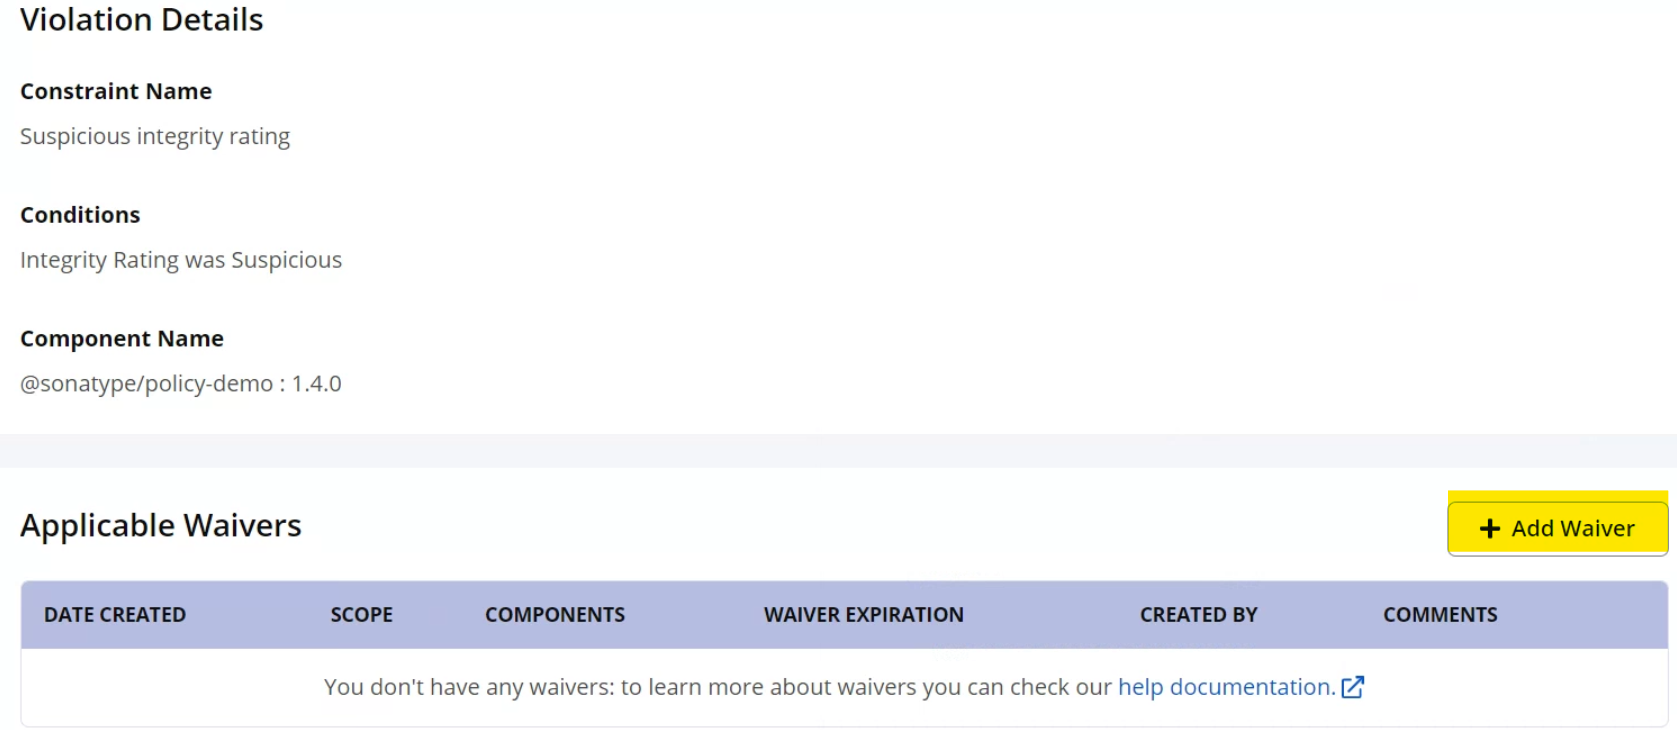 Violation Details
Constraint Name
Suspicious integrity rating
Conditions
Integrity Rating was Suspicious
Component Name
@sonatype/policy-demo : 1.4.0
Applicable Waivers
+ Add Waiver
DATE CREATED SCOPE COMPONENTS WAIVER EXPIRATION CREATED BY COMMENTS
You don't have any waivers: to learn more about waivers you can check our help documentation.